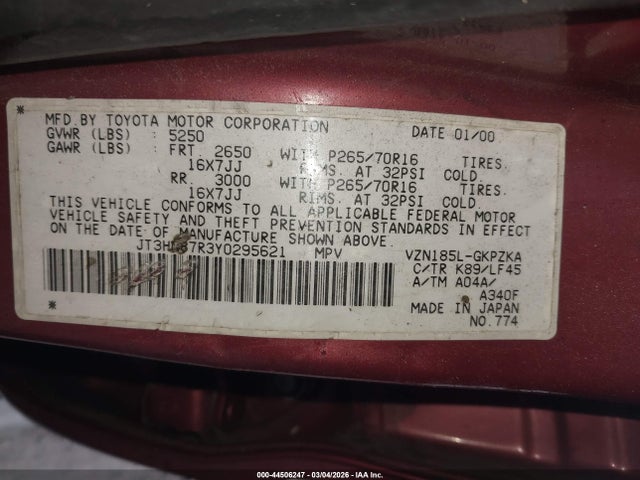 MFD.BY TOYOTA MOTOR CORPORATION DATE 01/00
GVWR (LBS) : 5250
GAWR (LBS) : FRT 2650 WITH P265/70R16 TIRES.
16X7JJ RIMS. AT 32PSI COLD.
RR. 3000 WITH P265/70R16 TIRES.
16X7JJ RIMS. AT 32PSI COLD.
THIS VEHICLE CONFORMS TO ALL APPLICABLE FEDERAL MOTOR
VEHICLE SAFETY AND THEFT PREVENTION STANDARDS IN EFFECT
ON THE DATE OF MANUFACTURE SHOWN ABOVE.
MPV VZN185L-GKPZKA
C/TR K89/LF45
A/TM A04A/
A340F
MADE IN JAPAN
NO.774
000-44506247 - 03/04/2026 - IAA Inc.